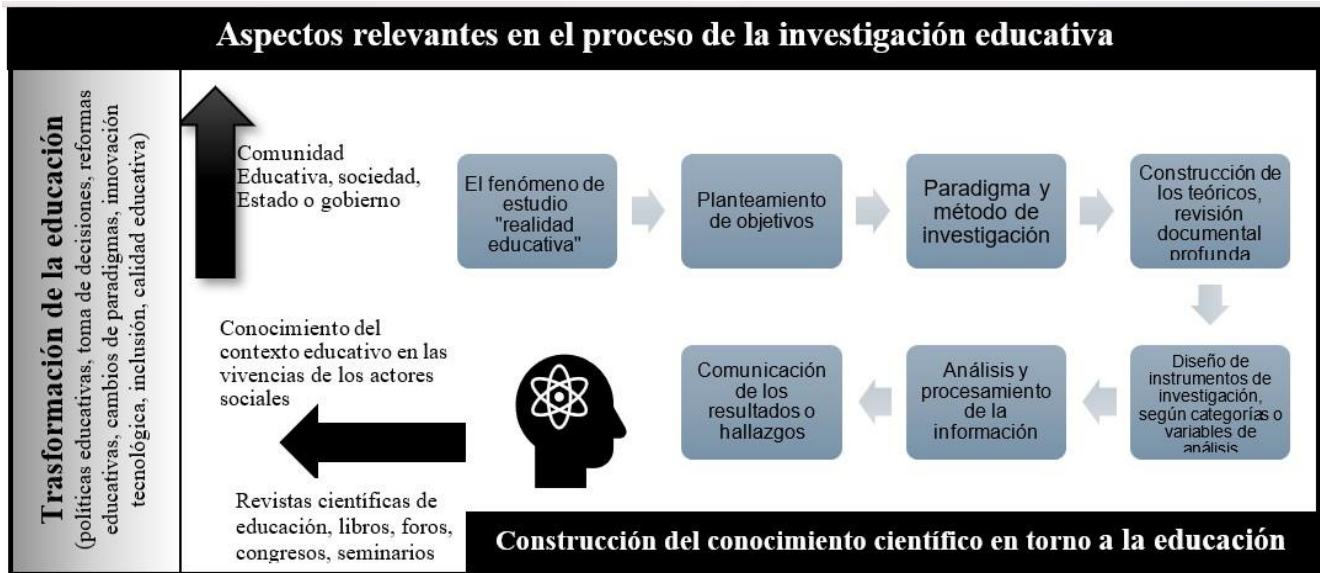 Aspectos relevantes en el proceso de la investigación educativa
Trasformación de la educación
(políticas educativas, toma de decisiones, reformas
educativas, cambios de paradigmas, innovación
tecnológica, inclusión, calidad educativa)
Comunidad
Educativa, sociedad,
Estado o gobierno
El fenómeno de
estudio
"realidad
educativa"
Planteamiento
de objetivos
Paradigma y
método de
investigación
Construcción de
los teóricos,
revisión
documental
profunda
Diseño de
instrumentos de
investigación,
según categorías o
variables de
análisis
Análisis y
procesamiento
de la
información
Comunicación
de los
resultados o
hallazgos
Conocimiento del
contexto educativo en las
vivencias de los actores
sociales
Revistas científicas de
educación, libros, foros,
congresos, seminarios
Construcción del conocimiento científico en torno a la educación